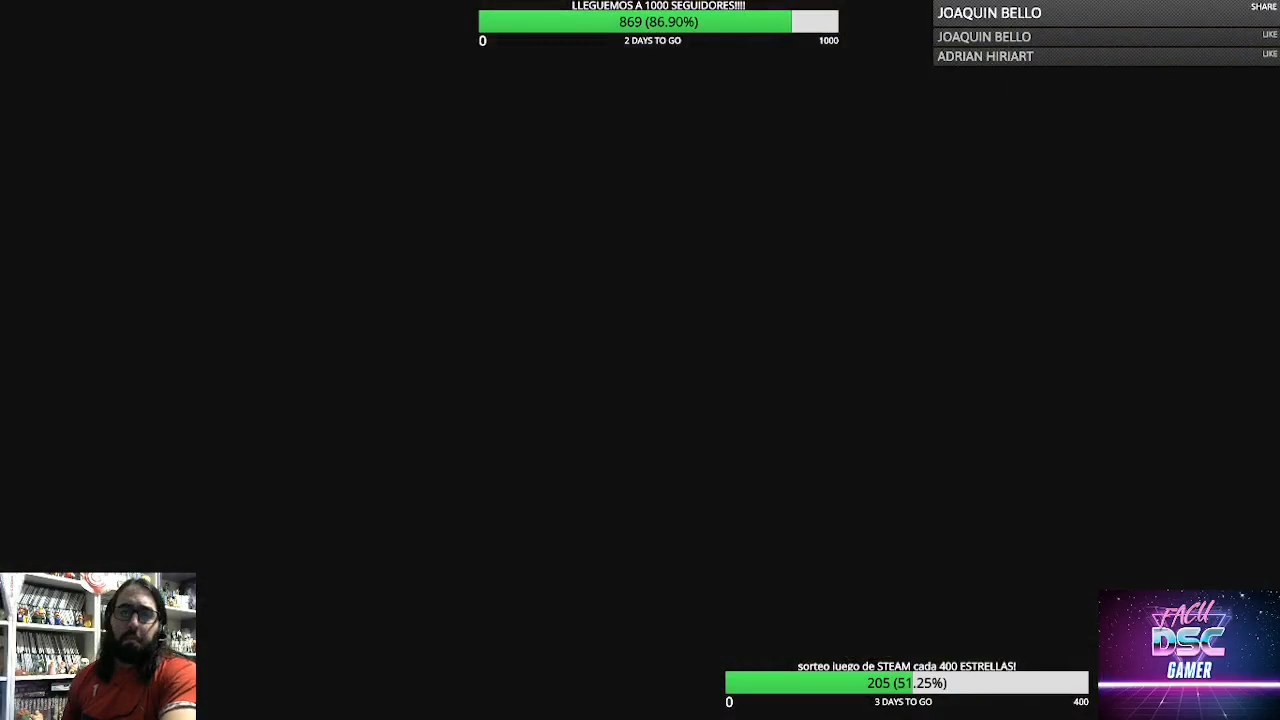 LLEGUEMOS A 1000 SEGUIDORES!!!!
869 (86.90%)
0 2 DAYS TO GO 1000
JOAQUIN BELLO SHARE
JOAQUIN BELLO LIKE
ADRIAN HIRIART LIKE
sorteo juego de STEAM cada 400 ESTRELLAS!
205 (51.25%)
0 3 DAYS TO GO 400
FACU
DSC
GAMER